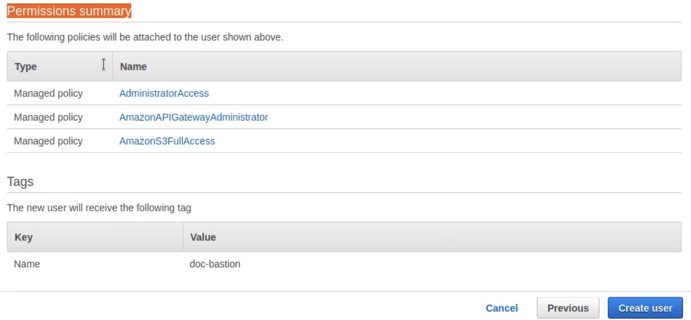 Permissions summary
The following policies will be attached to the user shown above.
Type Name
Managed policy AdministratorAccess
Managed policy AmazonAPIGatewayAdministrator
Managed policy AmazonS3FullAccess
Tags
The new user will receive the following tag
Key Value
Name doc-bastion
Cancel Previous Create user